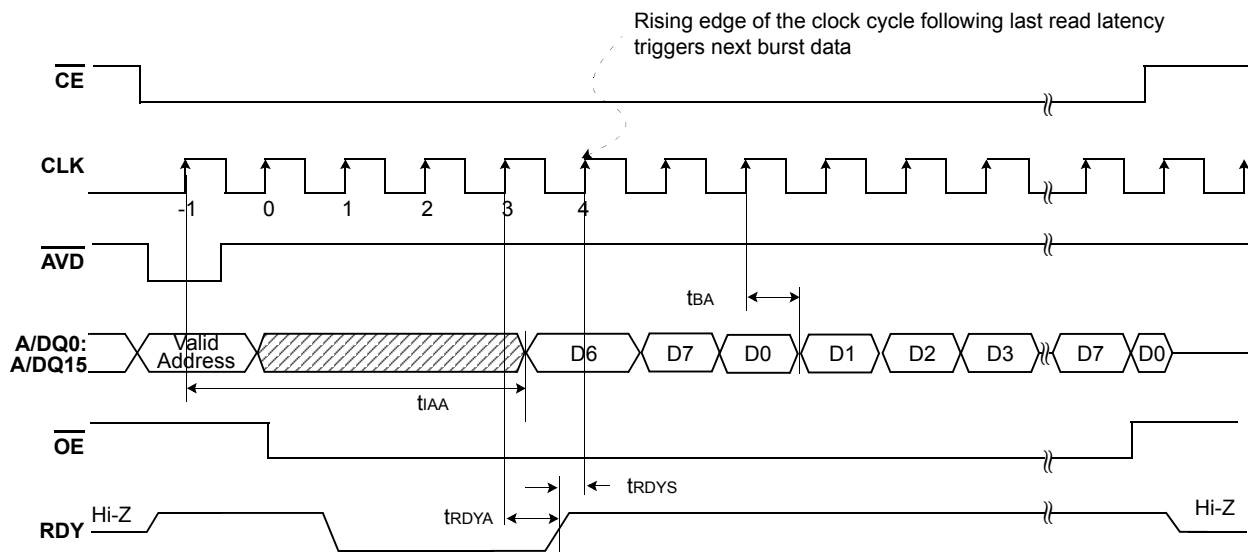 Rising edge of the clock cycle following last read latency
triggers next burst data
CE
CLK
-1 0 1 2 3 4
AVD
tBA
A/DQ0:
A/DQ15
Valid
Address
D6 D7 D0 D1 D2 D3 D7 D0
tIAA
OE
tRDYS
Hi-Z
tRDYA
Hi-Z
RDY